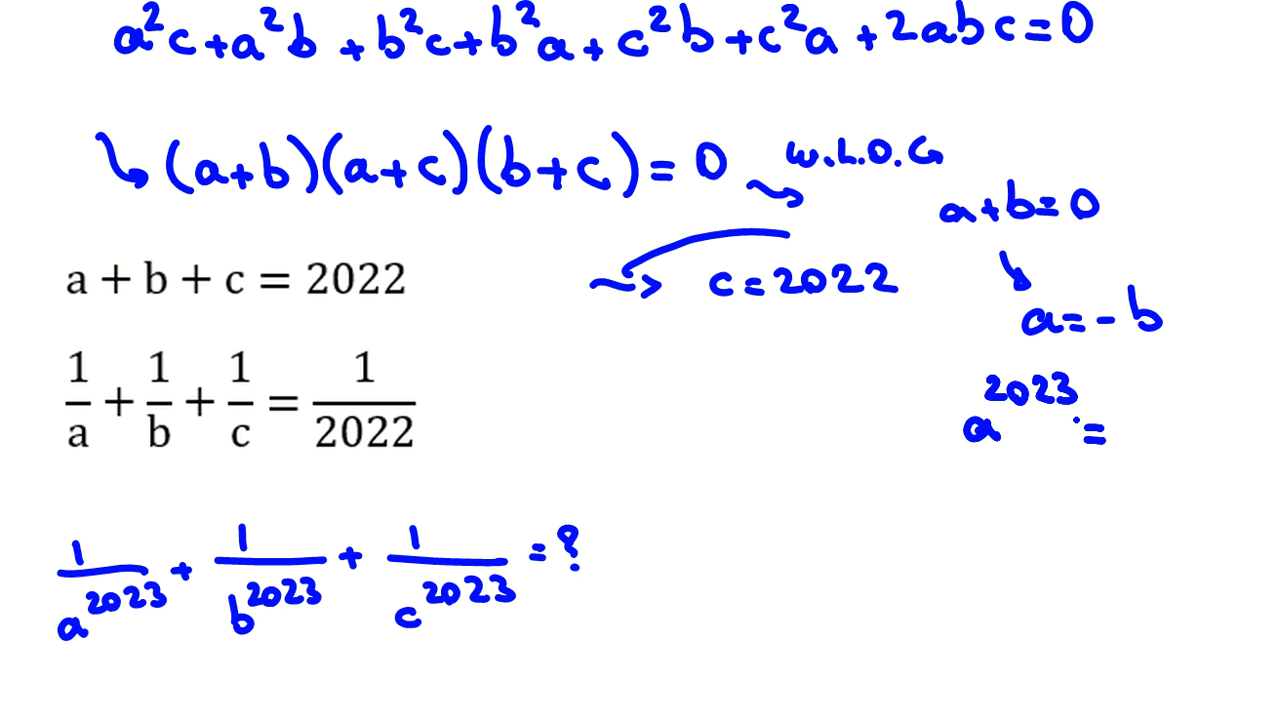 a²c+a²b+b²c+b²a+c²b+c²a+2abc=0
↳(a+b)(a+c)(b+c)=0 W.L.O.G
a+b=0
a+b+c=2022 ⇝ c=2022
a=-b
1/a+1/b+1/c=1/2022
a²⁰²³=
1/a²⁰²³+1/b²⁰²³+1/c²⁰²³=?